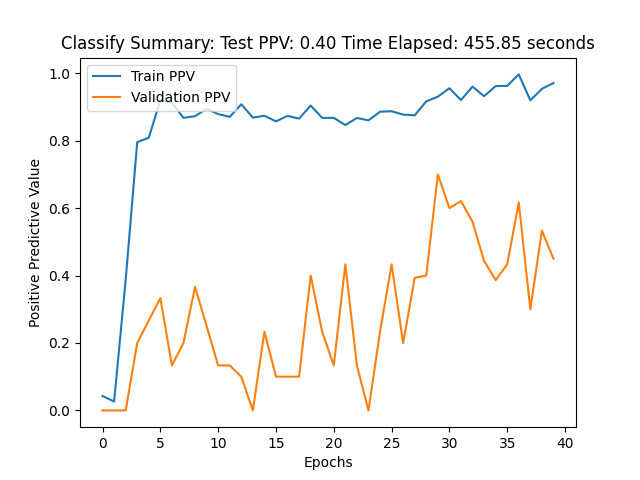 Classify Summary: Test PPV: 0.40 Time Elapsed: 455.85 seconds
Train PPV
Validation PPV
1.0
0.8
0.6
0.4
0.2
0.0
Positive Predictive Value
0 5 10 15 20 25 30 35 40
Epochs